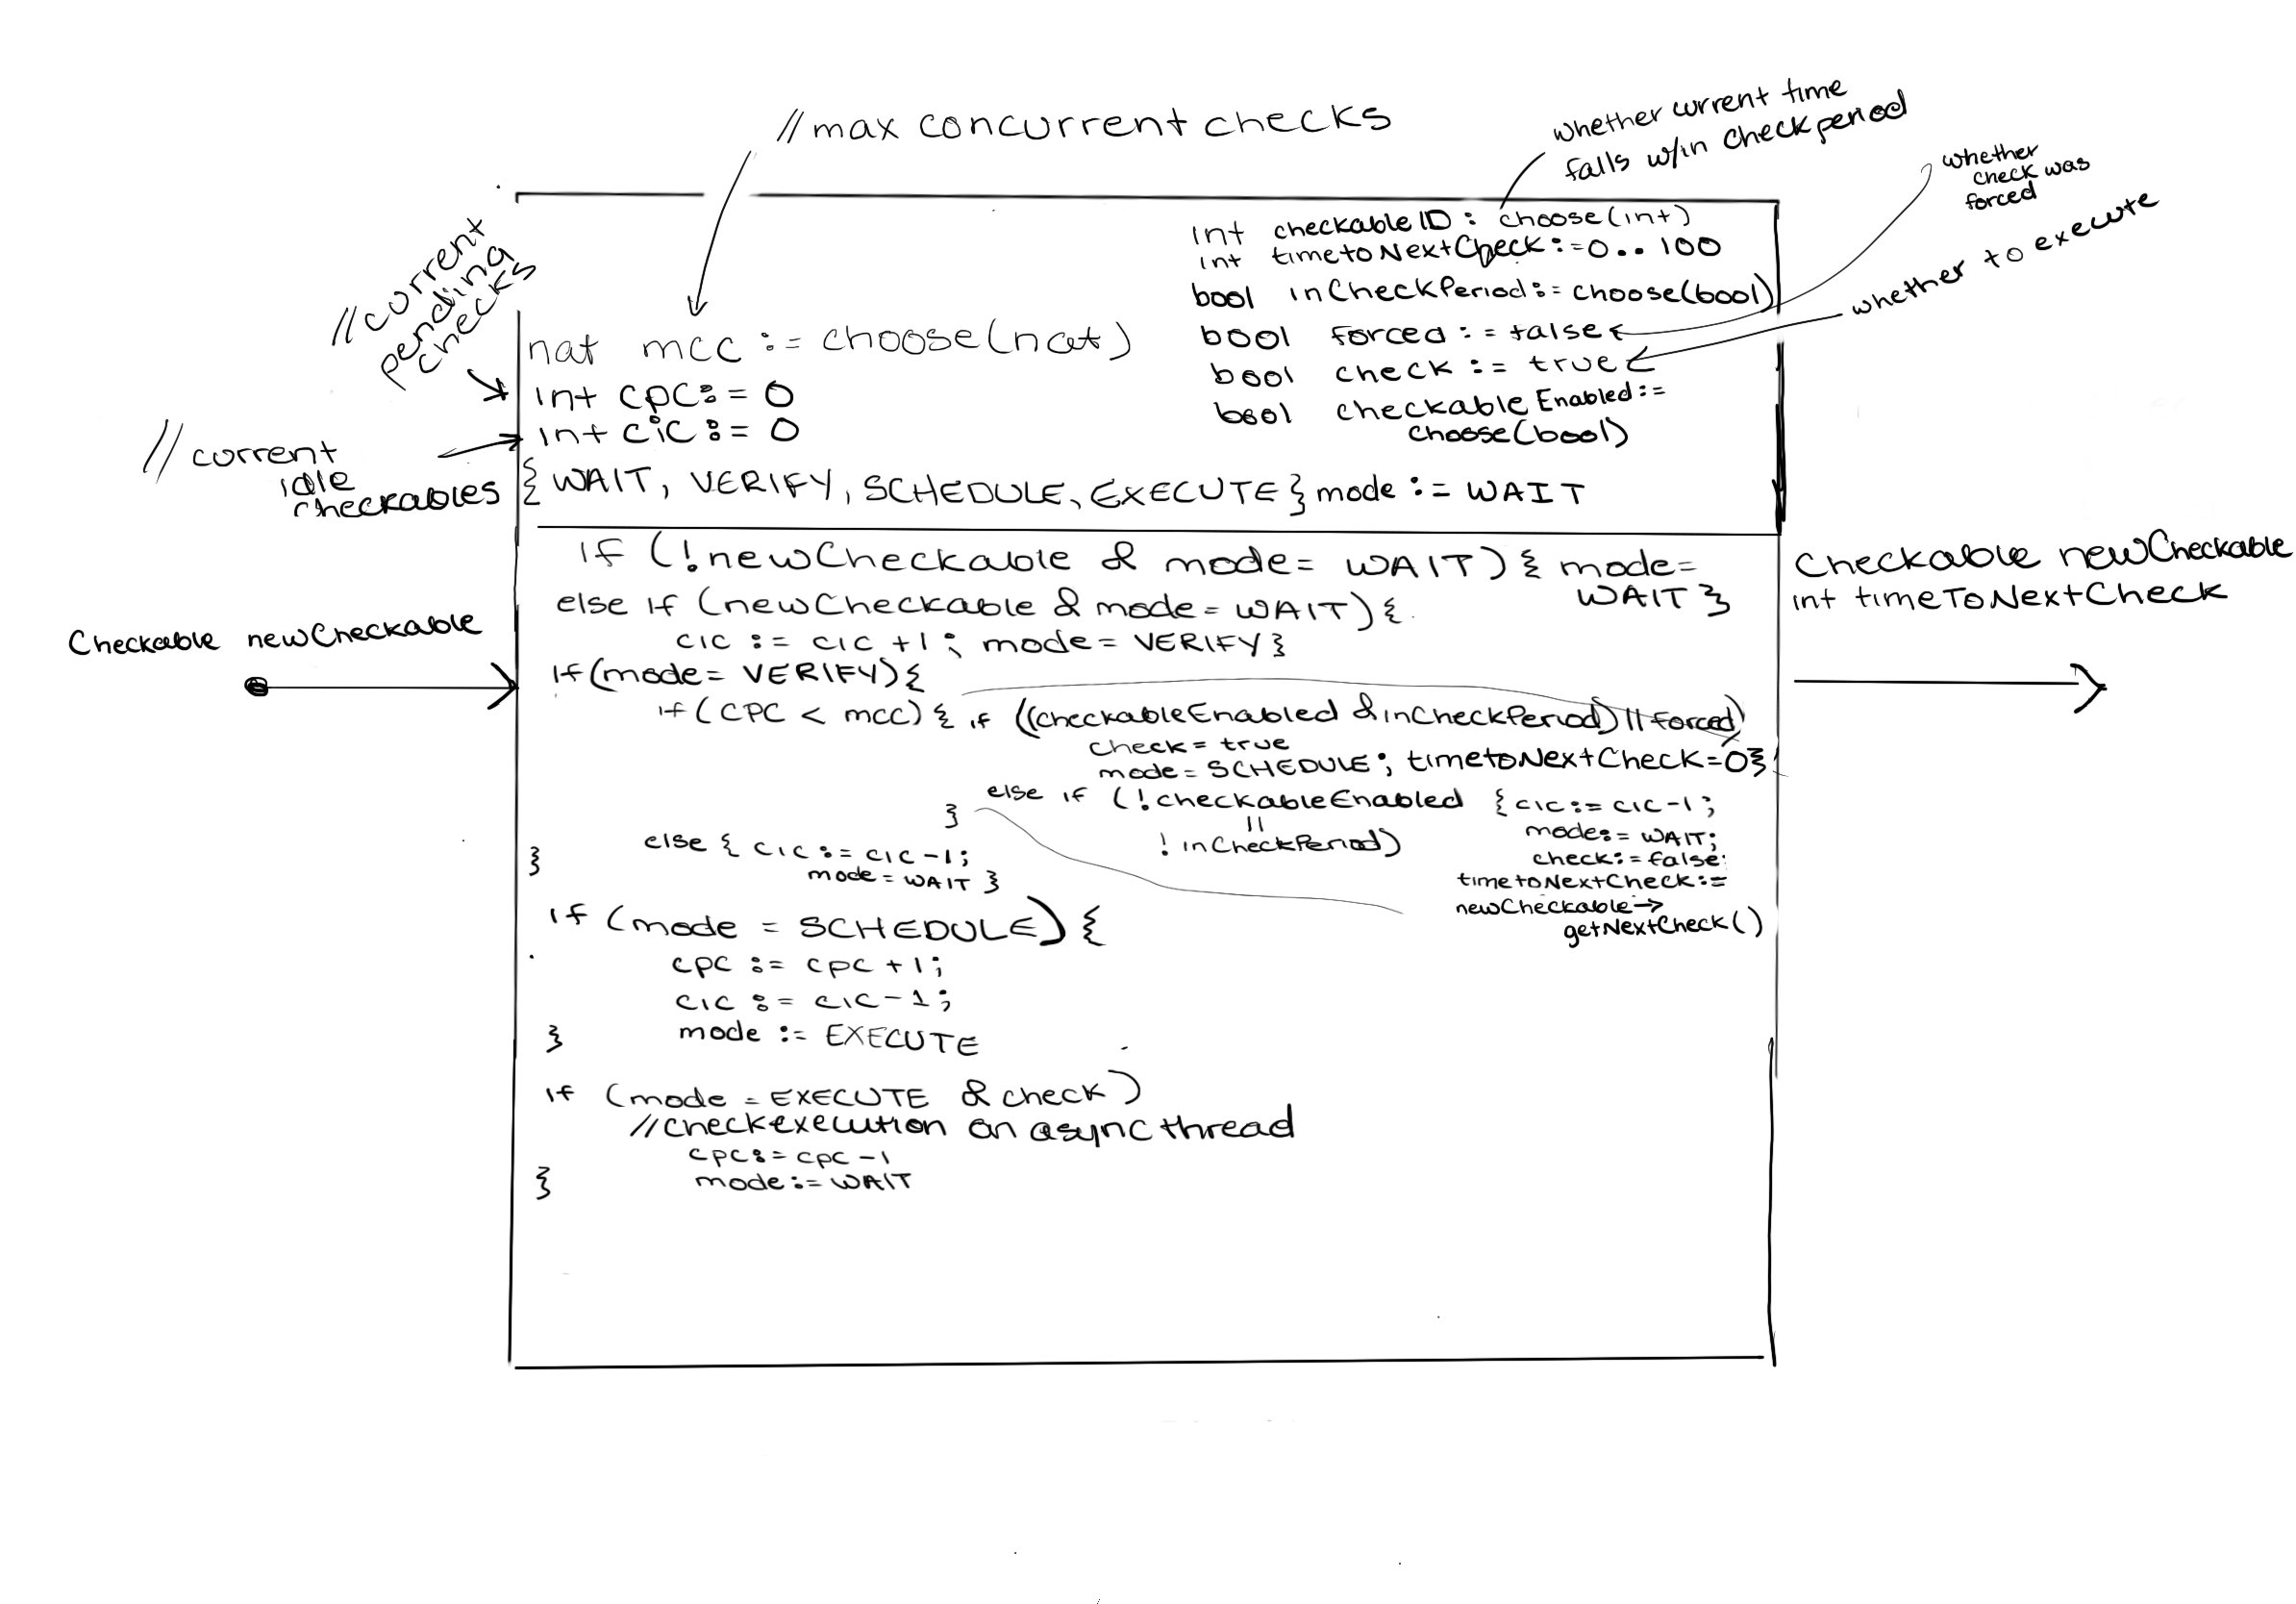 //max concurrent checks
whether current time
falls w/in checkperiod
whether
check was
forced
whether to execute
//current
pending
checks
//current
idle
checkables
int checkableID : choose(int)
int timetoNextCheck:=0..100
bool inCheckPeriod:=choose(bool)
bool forced:=false
bool check:=true
bool checkableEnabled:=
choose(bool)
nat mcc:=choose(nat)
int cpc:=0
int cic:=0
{WAIT, VERIFY, SCHEDULE, EXECUTE} mode:=WAIT
Checkable newCheckable
if (!newCheckable & mode= WAIT) { mode=
WAIT}
else if (newCheckable & mode=WAIT){
cic := cic +1; mode= VERIFY}
if(mode= VERIFY){
if(CPC < mcc){ if ((checkableEnabled & inCheckPeriod) || forced)
check=true
mode=SCHEDULE; timetoNextCheck=0}
else if (!checkableEnabled {cic:=cic-1;
||
! inCheckPeriod)
mode:=WAIT;
check:=false;
timetoNextCheck:=
newCheckable→
getNextCheck()
}
else { cic:=cic-1;
mode=WAIT }
}
if (mode = SCHEDULE) {
cpc := cpc +1;
cic := cic-1;
mode := EXECUTE
}
if (mode =EXECUTE & check)
//checkexecution on async thread
cpc:=cpc-1
mode:=WAIT
}
Checkable newCheckable
int timeToNextCheck